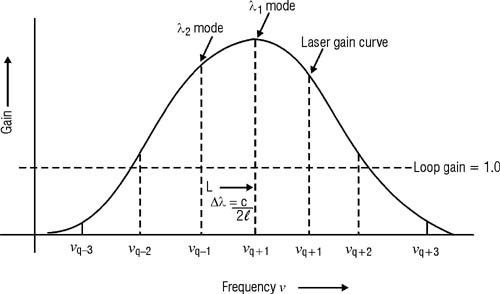 λ₁ mode
λ₂ mode
Laser gain curve
Gain
Loop gain = 1.0
L
Δλ = c
2ℓ
νq–3 νq–2 νq–1 νq+1 νq+1 νq+2 νq+3
Frequency ν